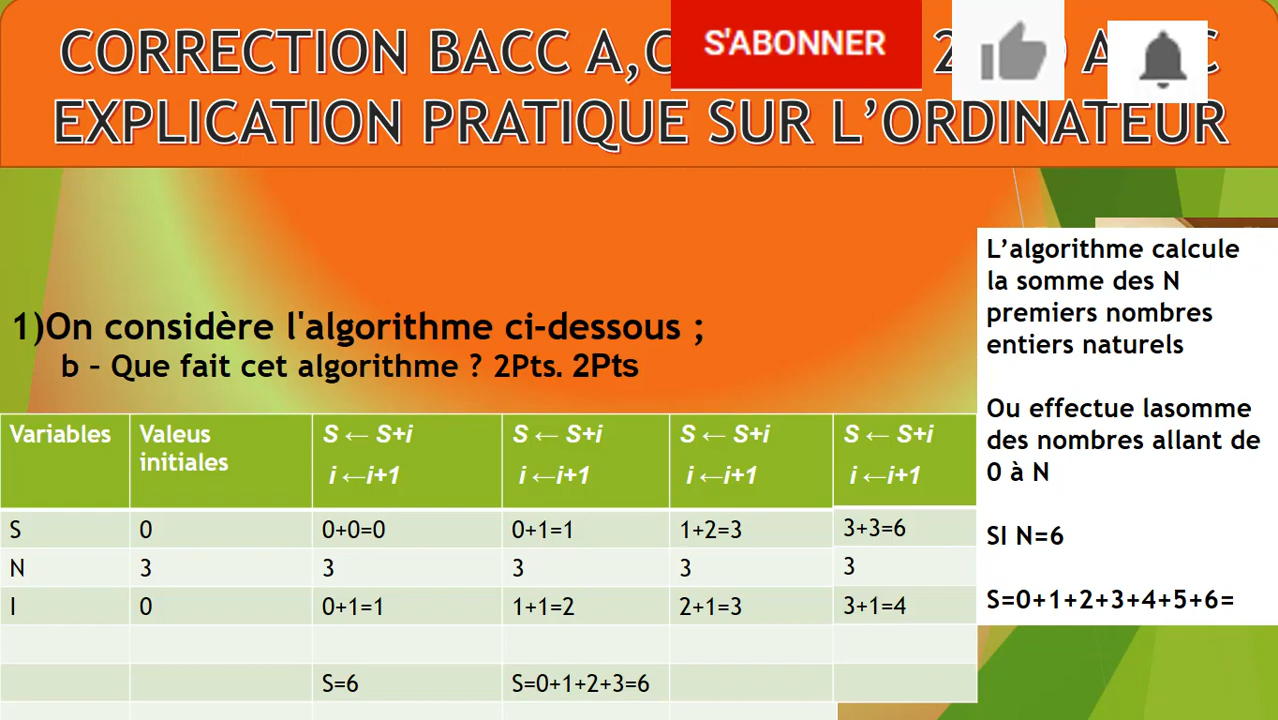 CORRECTION BACC A,
S'ABONNER
EXPLICATION PRATIQUE SUR L’ORDINATEUR
1)On considère l'algorithme ci-dessous ;
b – Que fait cet algorithme ? 2Pts. 2Pts
L’algorithme calcule
la somme des N
premiers nombres
entiers naturels
Ou effectue lasomme
des nombres allant de
0 à N
SI N=6
S=0+1+2+3+4+5+6=
Variables Valeus initiales S ← S+i i ←i+1 S ← S+i i ←i+1 S ← S+i i ←i+1 S ← S+i i ←i+1
S 0 0+0=0 0+1=1 1+2=3 3+3=6
N 3 3 3 3 3
I 0 0+1=1 1+1=2 2+1=3 3+1=4
S=6 S=0+1+2+3=6